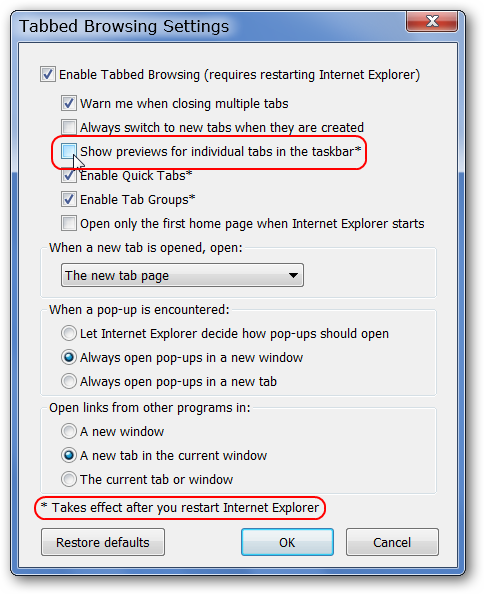 Tabbed Browsing Settings
Enable Tabbed Browsing (requires restarting Internet Explorer)
Warn me when closing multiple tabs
Always switch to new tabs when they are created
Show previews for individual tabs in the taskbar*
Enable Quick Tabs*
Enable Tab Groups*
Open only the first home page when Internet Explorer starts
When a new tab is opened, open:
The new tab page
When a pop-up is encountered:
Let Internet Explorer decide how pop-ups should open
Always open pop-ups in a new window
Always open pop-ups in a new tab
Open links from other programs in:
A new window
A new tab in the current window
The current tab or window
* Takes effect after you restart Internet Explorer
Restore defaults OK Cancel